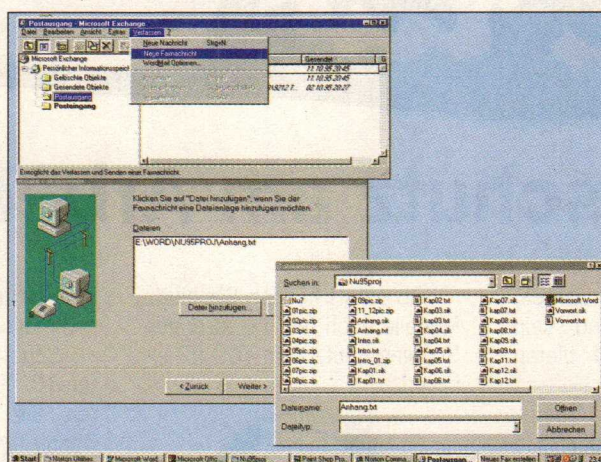 Postausgang - Microsoft Exchange
Datei Bearbeiten Ansicht Extras Verfassen ?
Neue Nachricht Strg+N
Neue Faxnachricht
WordMail Optionen...
Microsoft Exchange
Persönlicher Informationsspeich
Gelöschte Objekte
Gesendete Objekte
Postausgang
Posteingang
Gesendet
11.10.95 20:45
11.10.95 20:45
02.10.95 20:27
Ermöglicht das Verfassen und Senden einer Faxnachricht.
Klicken Sie auf "Datei hinzufügen", wenn Sie der
Faxnachricht eine Dateianlage hinzufügen möchten.
Dateien
E:\WORD\NU95PROJ\Anhang.txt
Datei hinzufügen...
< Zurück Weiter >
Suchen in: Nu95proj
Nu7 09pic.zip Kap02.txt Kap07.sik Microsoft Word
01pic.zip 11_12pic.zip Kap03.sik kap07.txt Vorwort.sik
02pic.zip Anhang.sik kap03.txt Kap08.sik Vorwort.txt
03pic.zip Anhang.txt Kap04.sik kap08.txt
04pic.zip Intro.sik Kap04.txt Kap09.sik
05pic.zip Intro.txt Kap05.sik kap09.txt
06pic.zip Intro_01.zip kap05.txt Kap11.txt
07pic.zip Kap01.sik Kap06.sik Kap12.sik
08pic.zip Kap01.txt kap06.txt Kap12.txt
Dateiname: Anhang.txt Öffnen
Dateityp: Abbrechen
Start Norton Utilities Microsoft Word Microsoft Offic... Nu95proj Paint Shop Pro... Norton Comma... Postausgan... Neues Fax erstellen